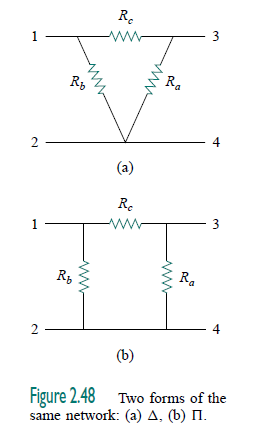 R_c
1 3
R_b R_a
2 4
(a)
R_c
1 3
R_b R_a
2 4
(b)
Figure 2.48 Two forms of the
same network: (a) Δ, (b) Π.